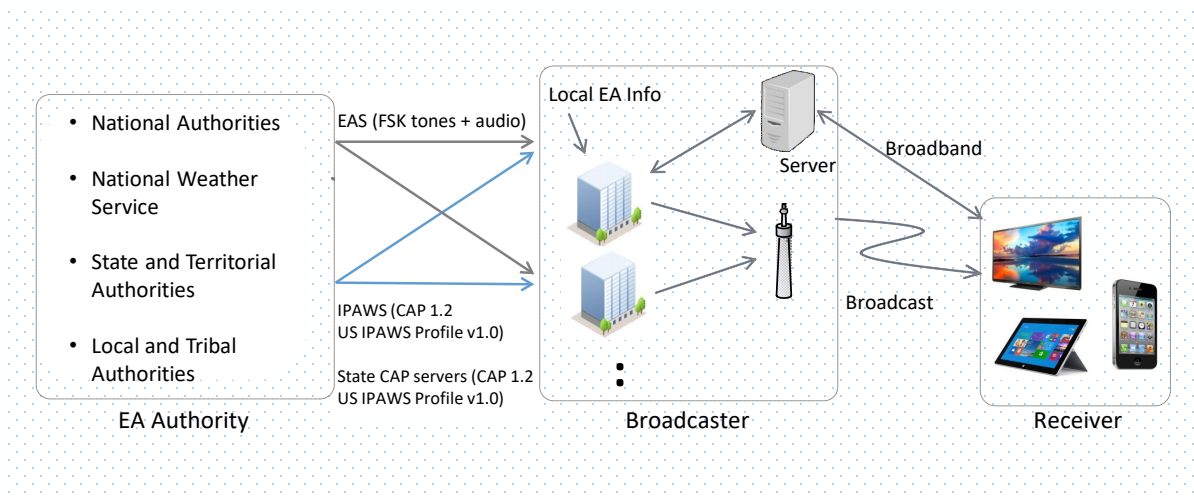 • National Authorities
• National Weather
Service
• State and Territorial
Authorities
• Local and Tribal
Authorities
EA Authority
EAS (FSK tones + audio)
IPAWS (CAP 1.2
US IPAWS Profile v1.0)
State CAP servers (CAP 1.2
US IPAWS Profile v1.0)
Local EA Info
Server
:
Broadcaster
Broadband
Broadcast
Receiver